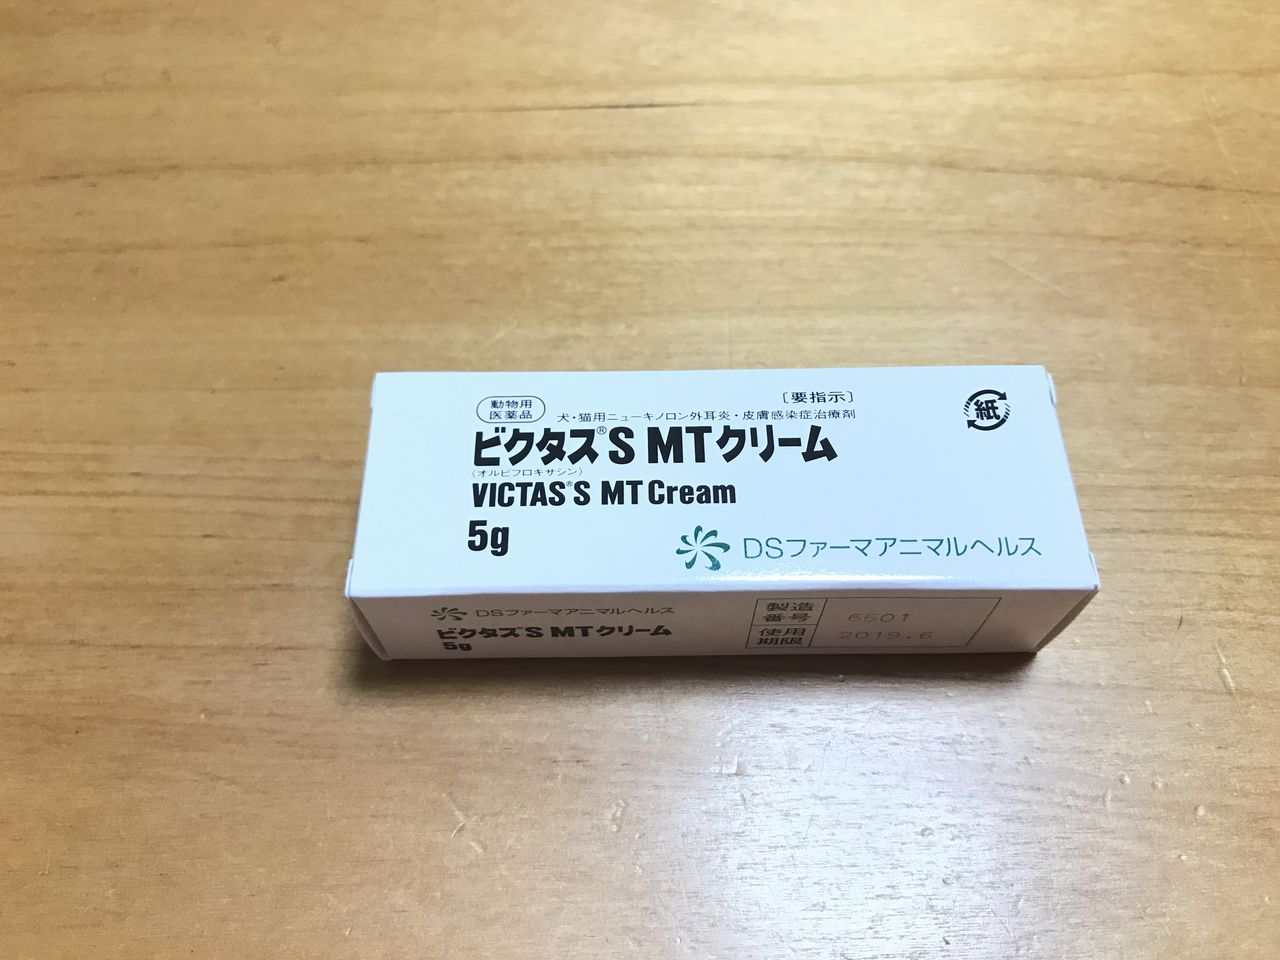 動物用
医薬品
〔要指示〕
犬・猫用ニューキノロン外耳炎・皮膚感染症治療剤
ビクタス®S MTクリーム
(オルビフロキサシン)
VICTAS®S MT Cream
5g
DSファーマアニマルヘルス
紙
DSファーマアニマルヘルス
ビクタス®S MTクリーム
5g
製造番号 6601
使用期限 2019.6